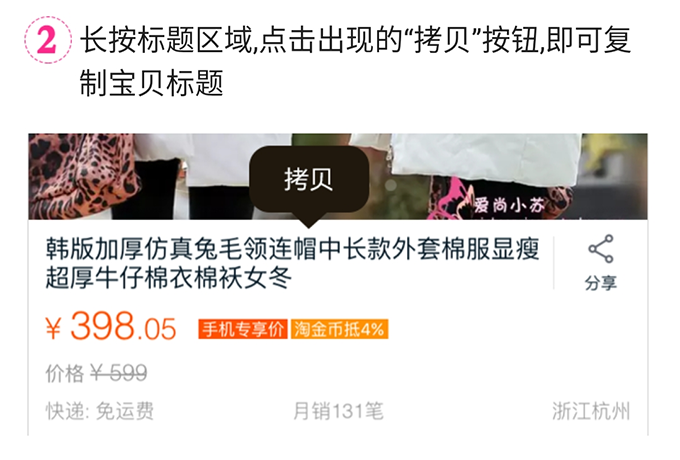 2
长按标题区域,点击出现的“拷贝”按钮,即可复
制宝贝标题
拷贝
爱尚小苏
韩版加厚仿真兔毛领连帽中长款外套棉服显瘦
超厚牛仔棉衣棉袄女冬
分享
¥ 398.05 手机专享价 淘金币抵4%
价格 ¥ 599
快递: 免运费 月销131笔 浙江杭州